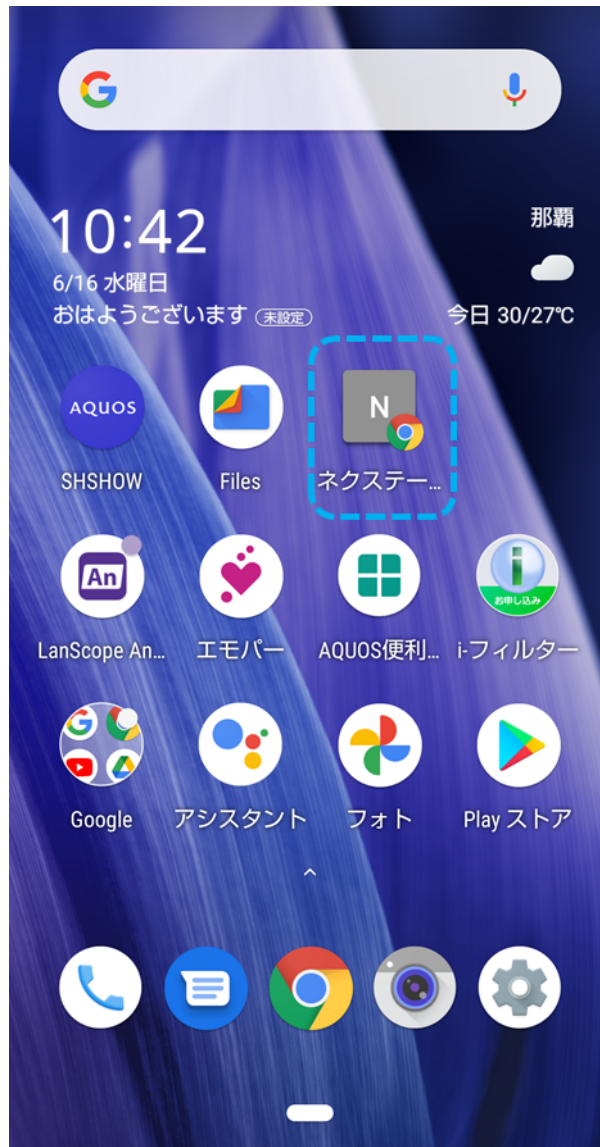 10:42
那覇
6/16 水曜日
おはようございます 未設定
今日 30/27℃
AQUOS
N
SHSHOW
Files
ネクステー…
An
お申し込み
LanScope An…
エモパー
AQUOS便利…
i-フィルター
Google
アシスタント
フォト
Play ストア